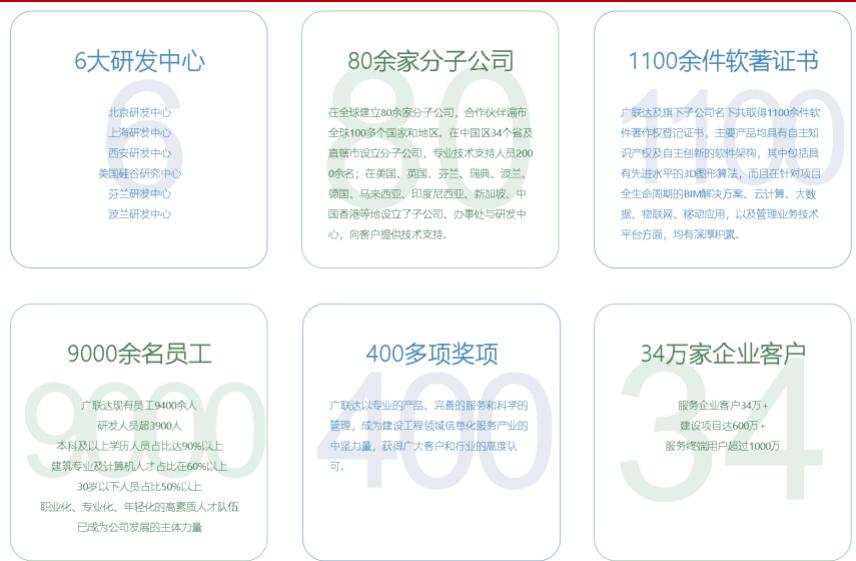 6大研发中心
北京研发中心
上海研发中心
西安研发中心
美国硅谷研究中心
芬兰研发中心
波兰研发中心
6
80余家分子公司
在全球建立80余家分子公司，合作伙伴遍布
全球100多个国家和地区。在中国区34个省及
直辖市设立分子公司，专业技术支持人员200
0余名；在美国、英国、芬兰、瑞典、波兰、
德国、马来西亚、印度尼西亚、新加坡、中
国香港等地设立了子公司、办事处与研发中
心，向客户提供技术支持。
80
1100余件软著证书
广联达及旗下子公司名下共取得1100余件软
件著作权登记证书，主要产品均具有自主知
识产权及自主创新的软件架构，其中包括具
有先进水平的3D图形算法，而且在针对项目
全生命周期的BIM解决方案、云计算、大数
据、物联网、移动应用，以及管理业务技术
平台方面，均有深厚积累。
1100
9000余名员工
广联达现有员工9400余人
研发人员超3900人
本科及以上学历人员占比达90%以上
建筑专业及计算机人才占比在60%以上
30岁以下人员占比50%以上
职业化、专业化、年轻化的高素质人才队伍
已成为公司发展的主体力量
9000
400多项奖项
广联达以专业的产品、完善的服务和科学的
管理，成为建设工程领域信息化服务产业的
中坚力量，获得广大客户和行业的高度认
可。
400
34万家企业客户
服务企业客户34万+
建设项目达600万+
服务终端用户超过1000万
34